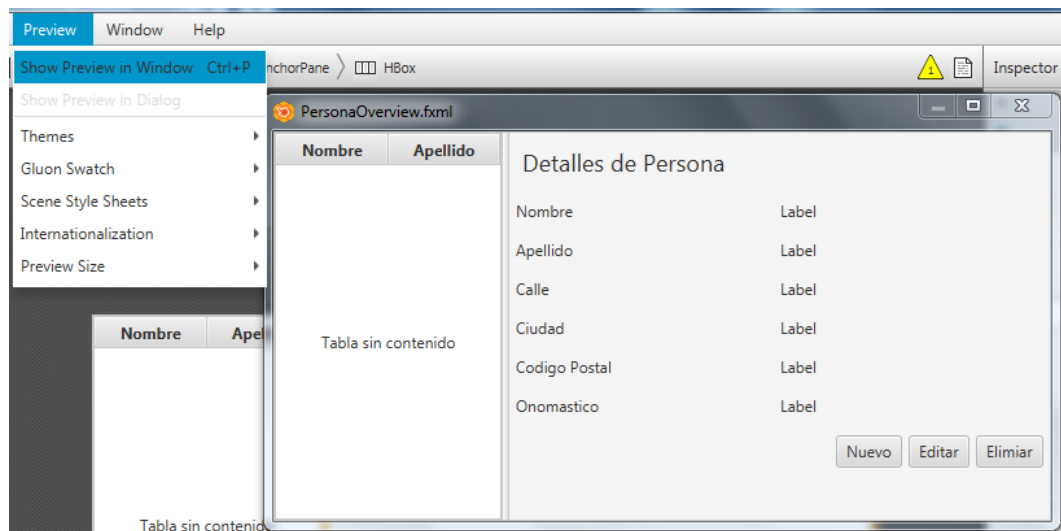 Preview Window Help
Show Preview in Window Ctrl+P
nchorPane HBox
1
Inspector
Show Preview in Dialog
Themes
Gluon Swatch
Scene Style Sheets
Internationalization
Preview Size
PersonaOverview.fxml
Nombre Apellido
Tabla sin contenido
Detalles de Persona
Nombre Label
Apellido Label
Calle Label
Ciudad Label
Codigo Postal Label
Onomastico Label
Nuevo Editar Elimiar
Nombre Apel
Tabla sin contenid